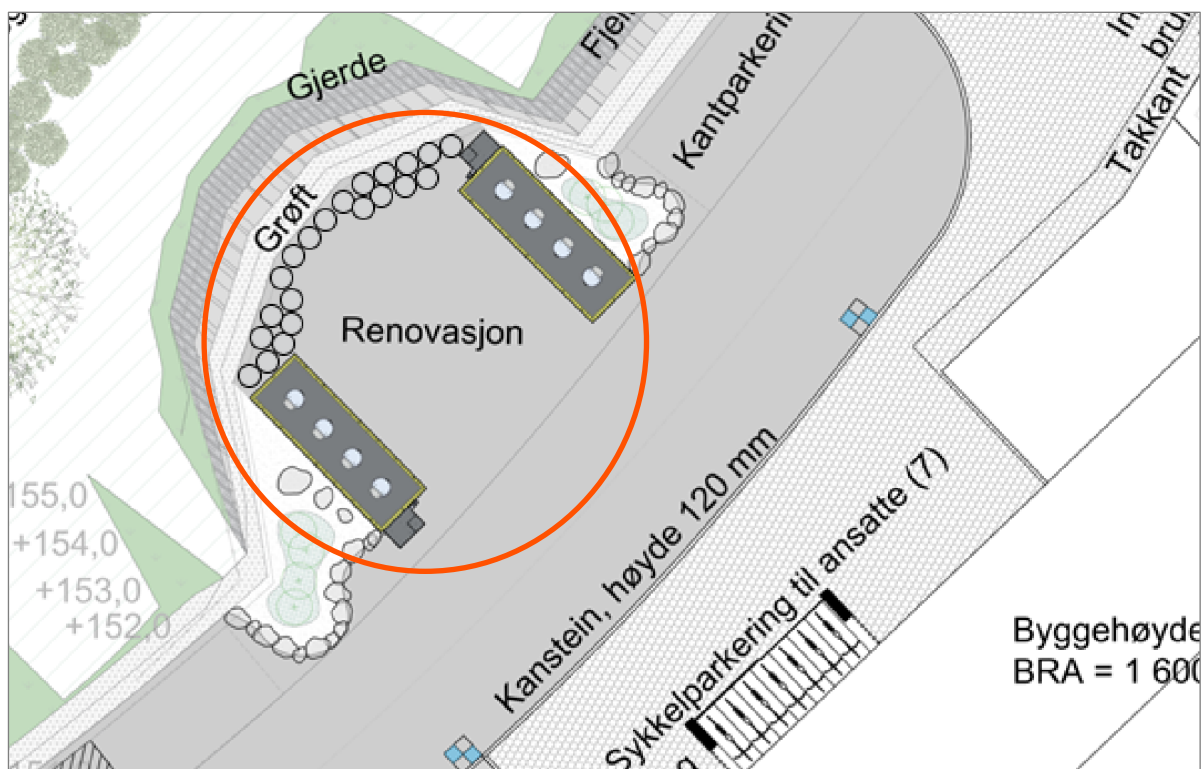 Gjerde
Grøft
Renovasjon
Takkant
155,0
+154,0
+153,0
+152,0
Kanstein, høyde 120 mm
Sykkelparkering til ansatte (7)
Byggehøyde
BRA = 1 600